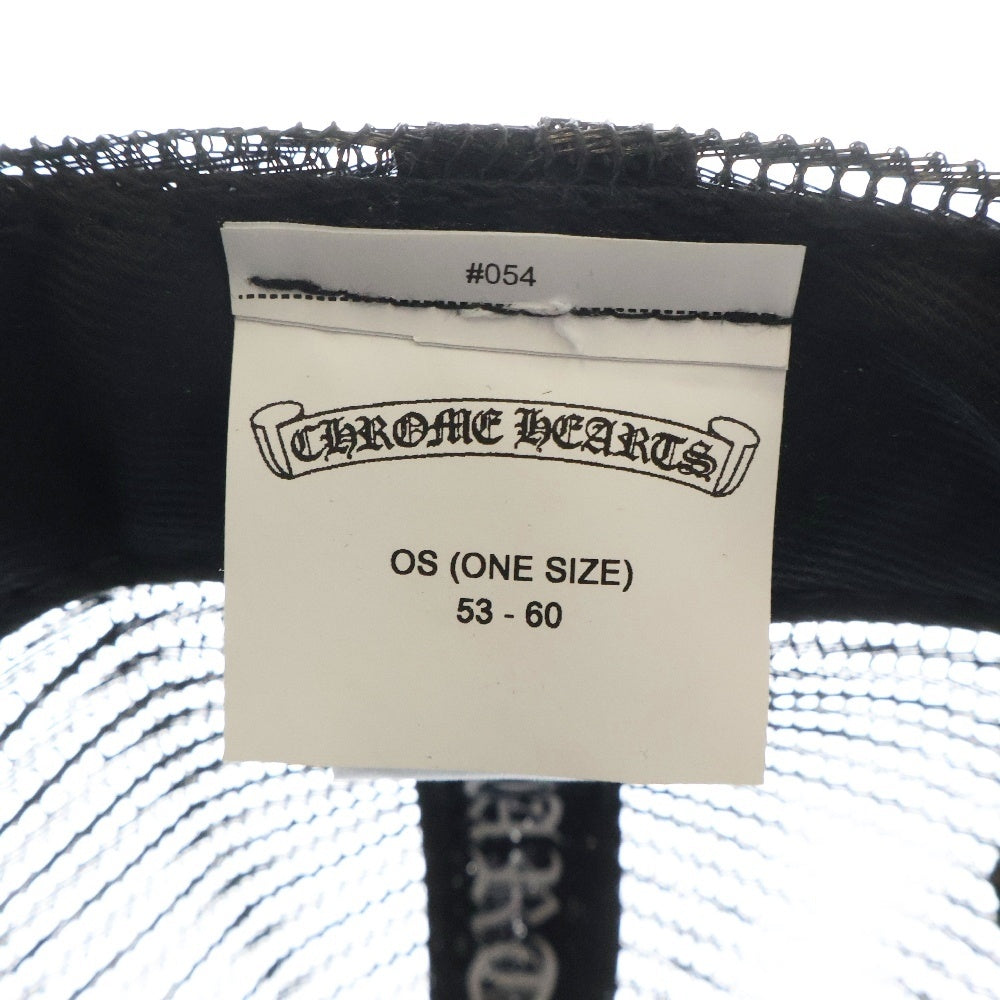 #054
CHROME HEARTS
OS (ONE SIZE)
53 - 60